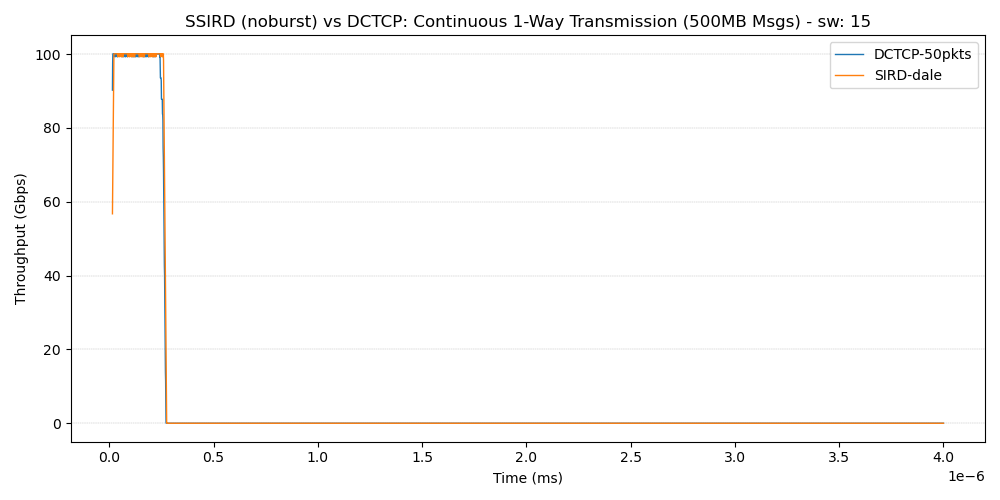 SSIRD (noburst) vs DCTCP: Continuous 1-Way Transmission (500MB Msgs) - sw: 15
DCTCP-50pkts
SIRD-dale
Throughput (Gbps)
100
80
60
40
20
0
0.0 0.5 1.0 1.5 2.0 2.5 3.0 3.5 4.0
1e−6
Time (ms)